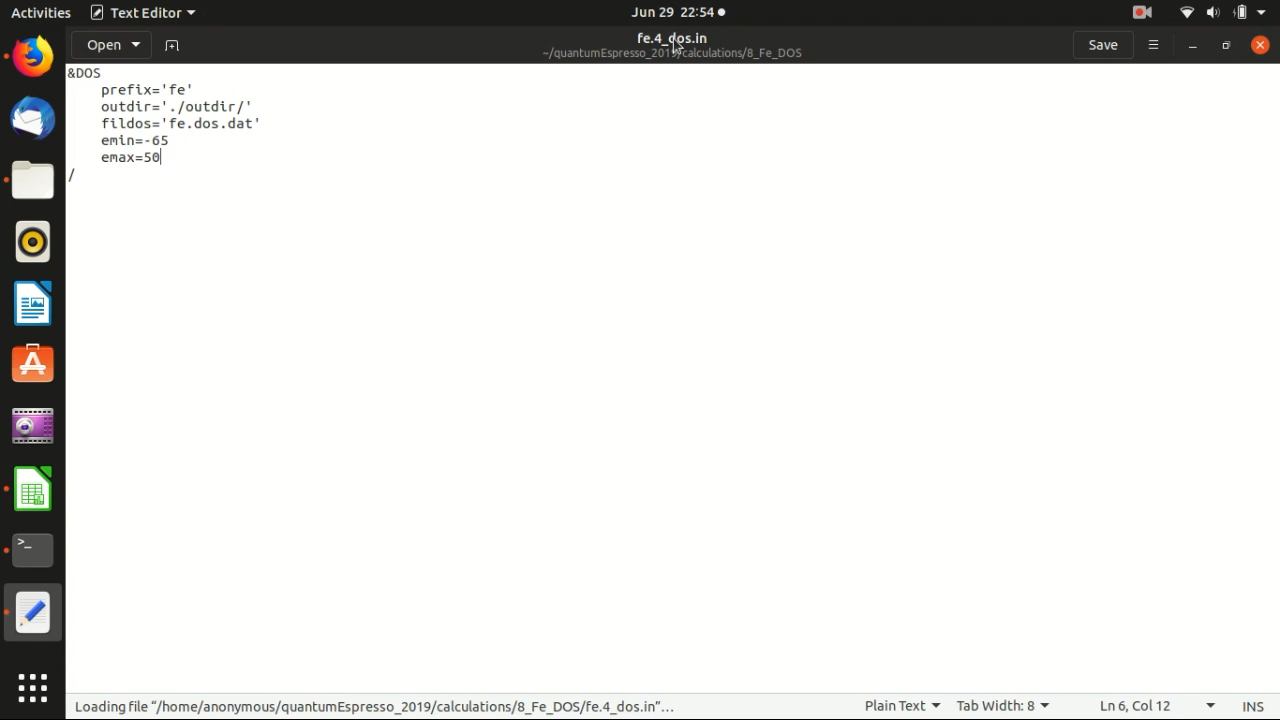 Activities Text Editor Jun 29 22:54
Open fe.4_dos.in Save
~/quantumEspresso_2019/calculations/8_Fe_DOS
&DOS
prefix='fe'
outdir='./outdir/'
fildos='fe.dos.dat'
emin=-65
emax=50
/
Loading file “/home/anonymous/quantumEspresso_2019/calculations/8_Fe_DOS/fe.4_dos.in”… Plain Text Tab Width: 8 Ln 6, Col 12 INS